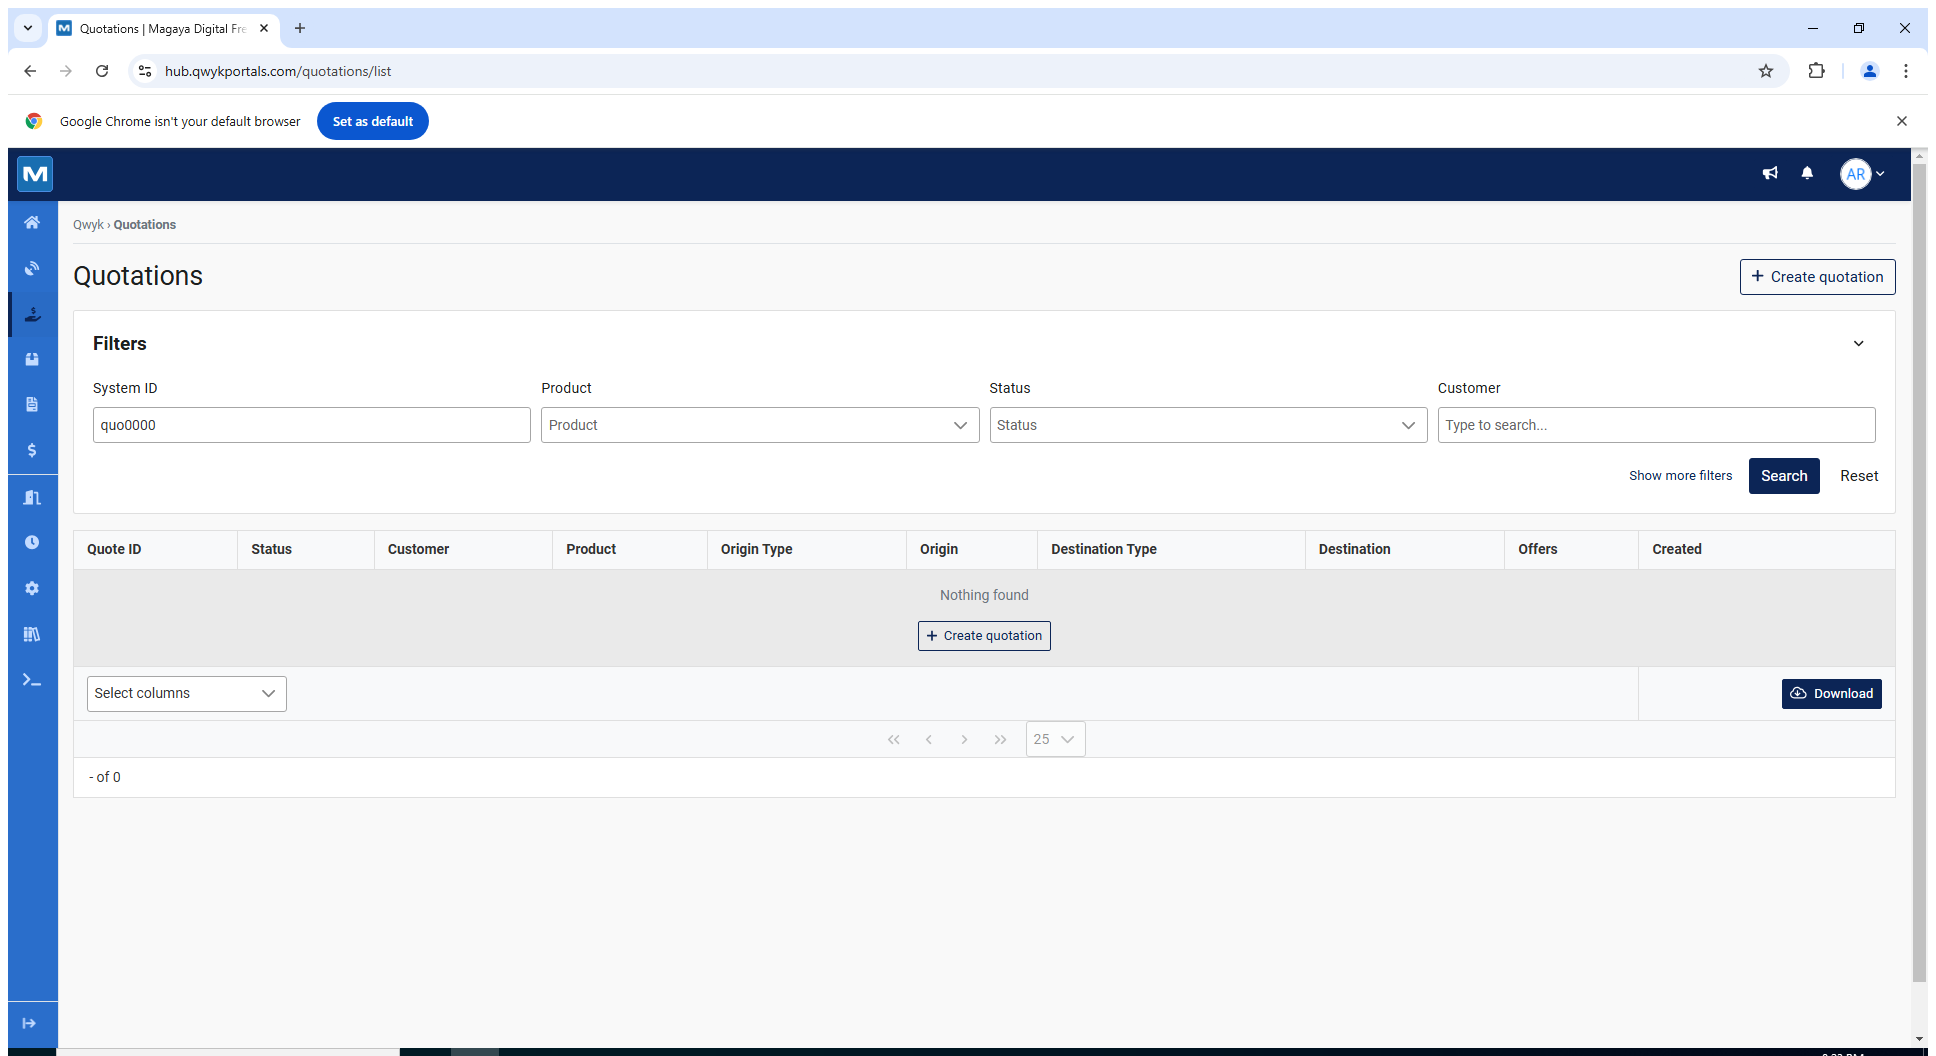 Quotations | Magaya Digital Fre
hub.qwykportals.com/quotations/list
Google Chrome isn't your default browser
Set as default
M
AR
Qwyk › Quotations
Quotations
+ Create quotation
Filters
System ID
Product
Status
Customer
quo0000
Product
Status
Type to search...
Show more filters
Search
Reset
Quote ID
Status
Customer
Product
Origin Type
Origin
Destination Type
Destination
Offers
Created
Nothing found
+ Create quotation
Select columns
Download
25
- of 0